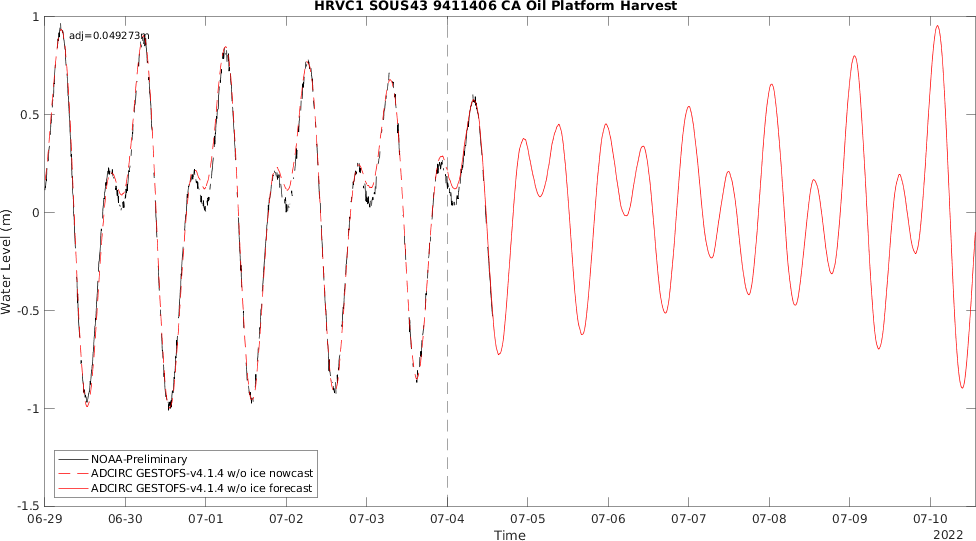 HRVC1 SOUS43 9411406 CA Oil Platform Harvest
adj=0.049273m
1
0.5
0
-0.5
-1
-1.5
Water Level (m)
NOAA-Preliminary
ADCIRC GESTOFS-v4.1.4 w/o ice nowcast
ADCIRC GESTOFS-v4.1.4 w/o ice forecast
06-29 06-30 07-01 07-02 07-03 07-04 07-05 07-06 07-07 07-08 07-09 07-10
Time
2022